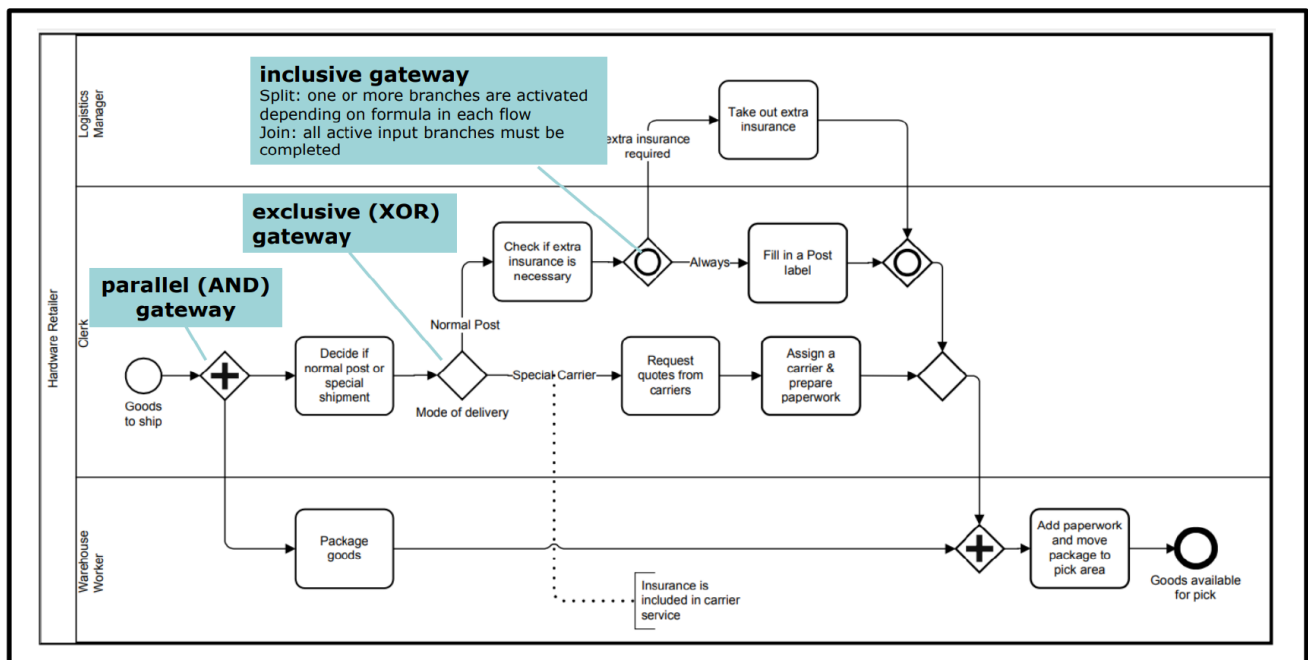 Hardware Retailer
Logistics
Manager
inclusive gateway
Split: one or more branches are activated
depending on formula in each flow
Join: all active input branches must be
completed
extra insurance
required
Take out extra
insurance
Clerk
exclusive (XOR)
gateway
parallel (AND)
gateway
Check if extra
insurance is
necessary
Always
Fill in a Post
label
Normal Post
Goods
to ship
Decide if
normal post or
special
shipment
Mode of delivery
Special Carrier
Request
quotes from
carriers
Assign a
carrier &
prepare
paperwork
Warehouse
Worker
Package
goods
Insurance is
included in carrier
service
Add paperwork
and move
package to
pick area
Goods available
for pick